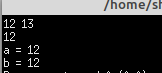 /home/sh
12 13
12
a = 12
b = 12